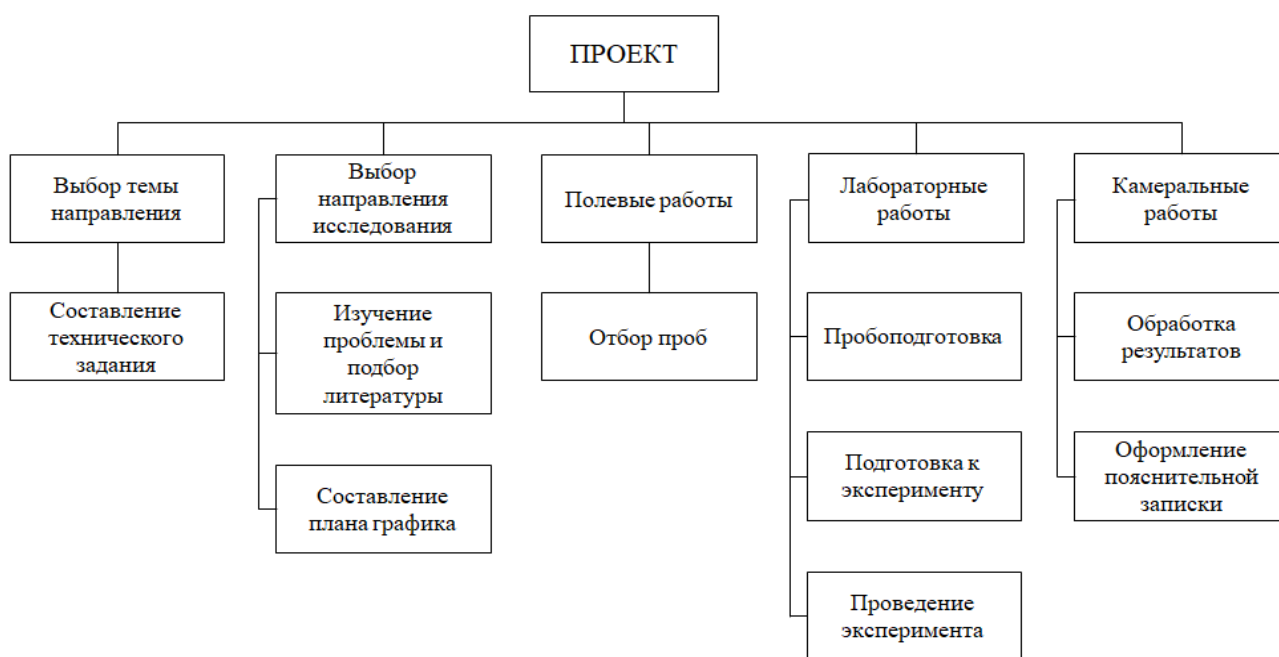 ПРОЕКТ
Выбор темы
направления
Выбор
направления
исследования
Полевые работы
Лабораторные
работы
Камеральные
работы
Составление
технического
задания
Изучение
проблемы и
подбор
литературы
Отбор проб
Пробоподготовка
Обработка
результатов
Составление
плана графика
Подготовка к
эксперименту
Оформление
пояснительной
записки
Проведение
эксперимента